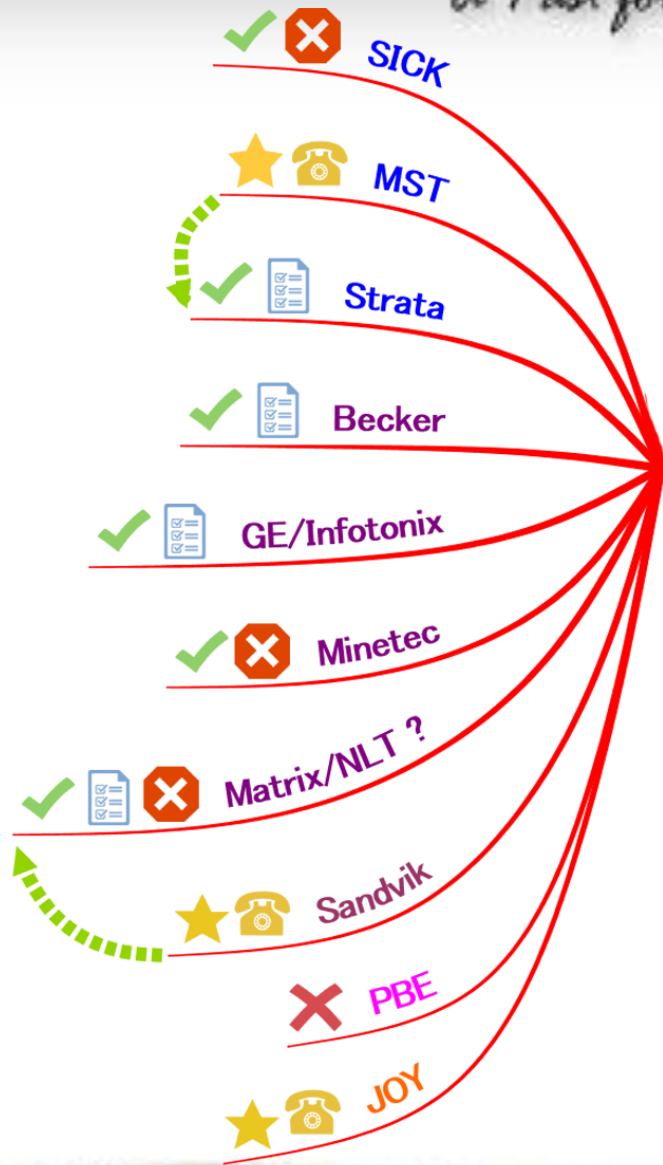 SICK
MST
Strata
Becker
GE/Infotonix
Minetec
Matrix/NLT ?
Sandvik
PBE
JOY